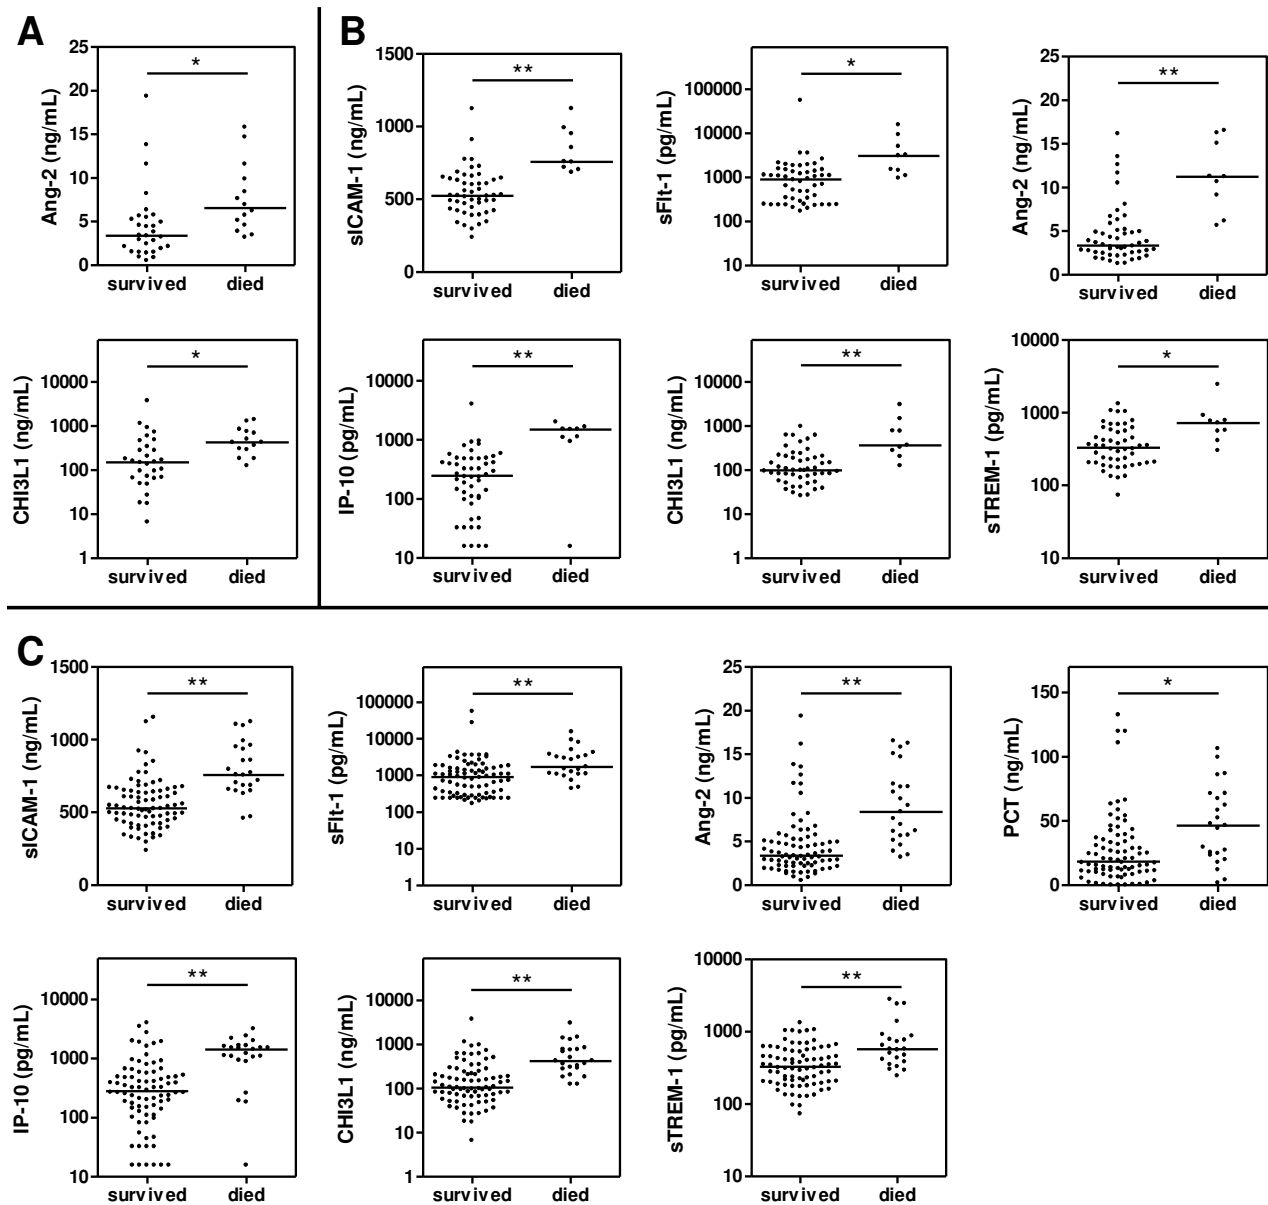 A
Ang-2 (ng/mL)
25
20
15
10
5
0
*
survived died
CHI3L1 (ng/mL)
10000
1000
100
10
1
*
survived died
B
sICAM-1 (ng/mL)
1500
1000
500
0
**
survived died
sFlt-1 (pg/mL)
100000
10000
1000
100
10
*
survived died
Ang-2 (ng/mL)
25
20
15
10
5
0
**
survived died
IP-10 (pg/mL)
10000
1000
100
10
**
survived died
CHI3L1 (ng/mL)
10000
1000
100
10
1
**
survived died
sTREM-1 (pg/mL)
10000
1000
100
10
*
survived died
C
sICAM-1 (ng/mL)
1500
1000
500
0
**
survived died
sFlt-1 (pg/mL)
100000
10000
1000
100
10
1
**
survived died
Ang-2 (ng/mL)
25
20
15
10
5
0
**
survived died
PCT (ng/mL)
150
100
50
0
*
survived died
IP-10 (pg/mL)
10000
1000
100
10
**
survived died
CHI3L1 (ng/mL)
10000
1000
100
10
1
**
survived died
sTREM-1 (pg/mL)
10000
1000
100
10
**
survived died